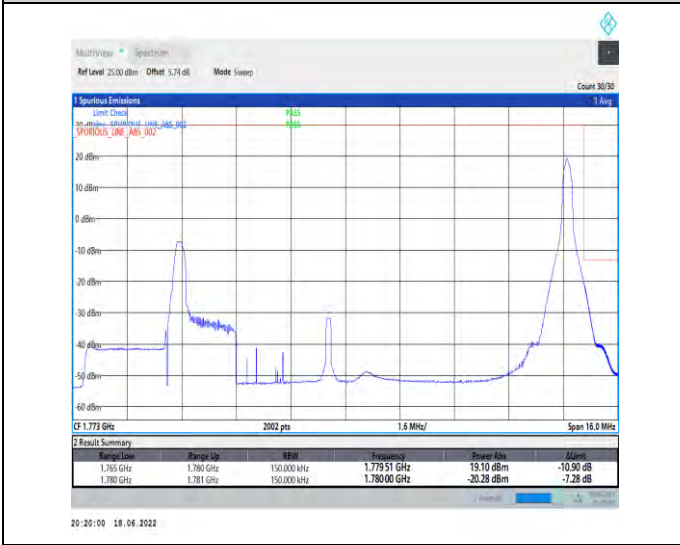 MultiView Spectrum
Ref Level 25.00 dBm Offset 5.74 dB Mode Sweep
Count 30/30
1 Spurious Emissions 1 Avg
Limit Check PASS
SPURIOUS_LINE_ABS_002 PASS
SPURIOUS_LINE_ABS_002
20 dBm
10 dBm
0 dBm
-10 dBm
-20 dBm
-30 dBm
-40 dBm
-50 dBm
-60 dBm
CF 1.773 GHz 2002 pts 1.6 MHz/ Span 16.0 MHz
2 Result Summary
Range Low Range Up RBW Frequency Power Abs ΔLimit
1.765 GHz 1.780 GHz 150.000 kHz 1.77951 GHz 19.10 dBm -10.90 dB
1.780 GHz 1.781 GHz 150.000 kHz 1.78000 GHz -20.28 dBm -7.28 dB
20:20:00 18.06.2022